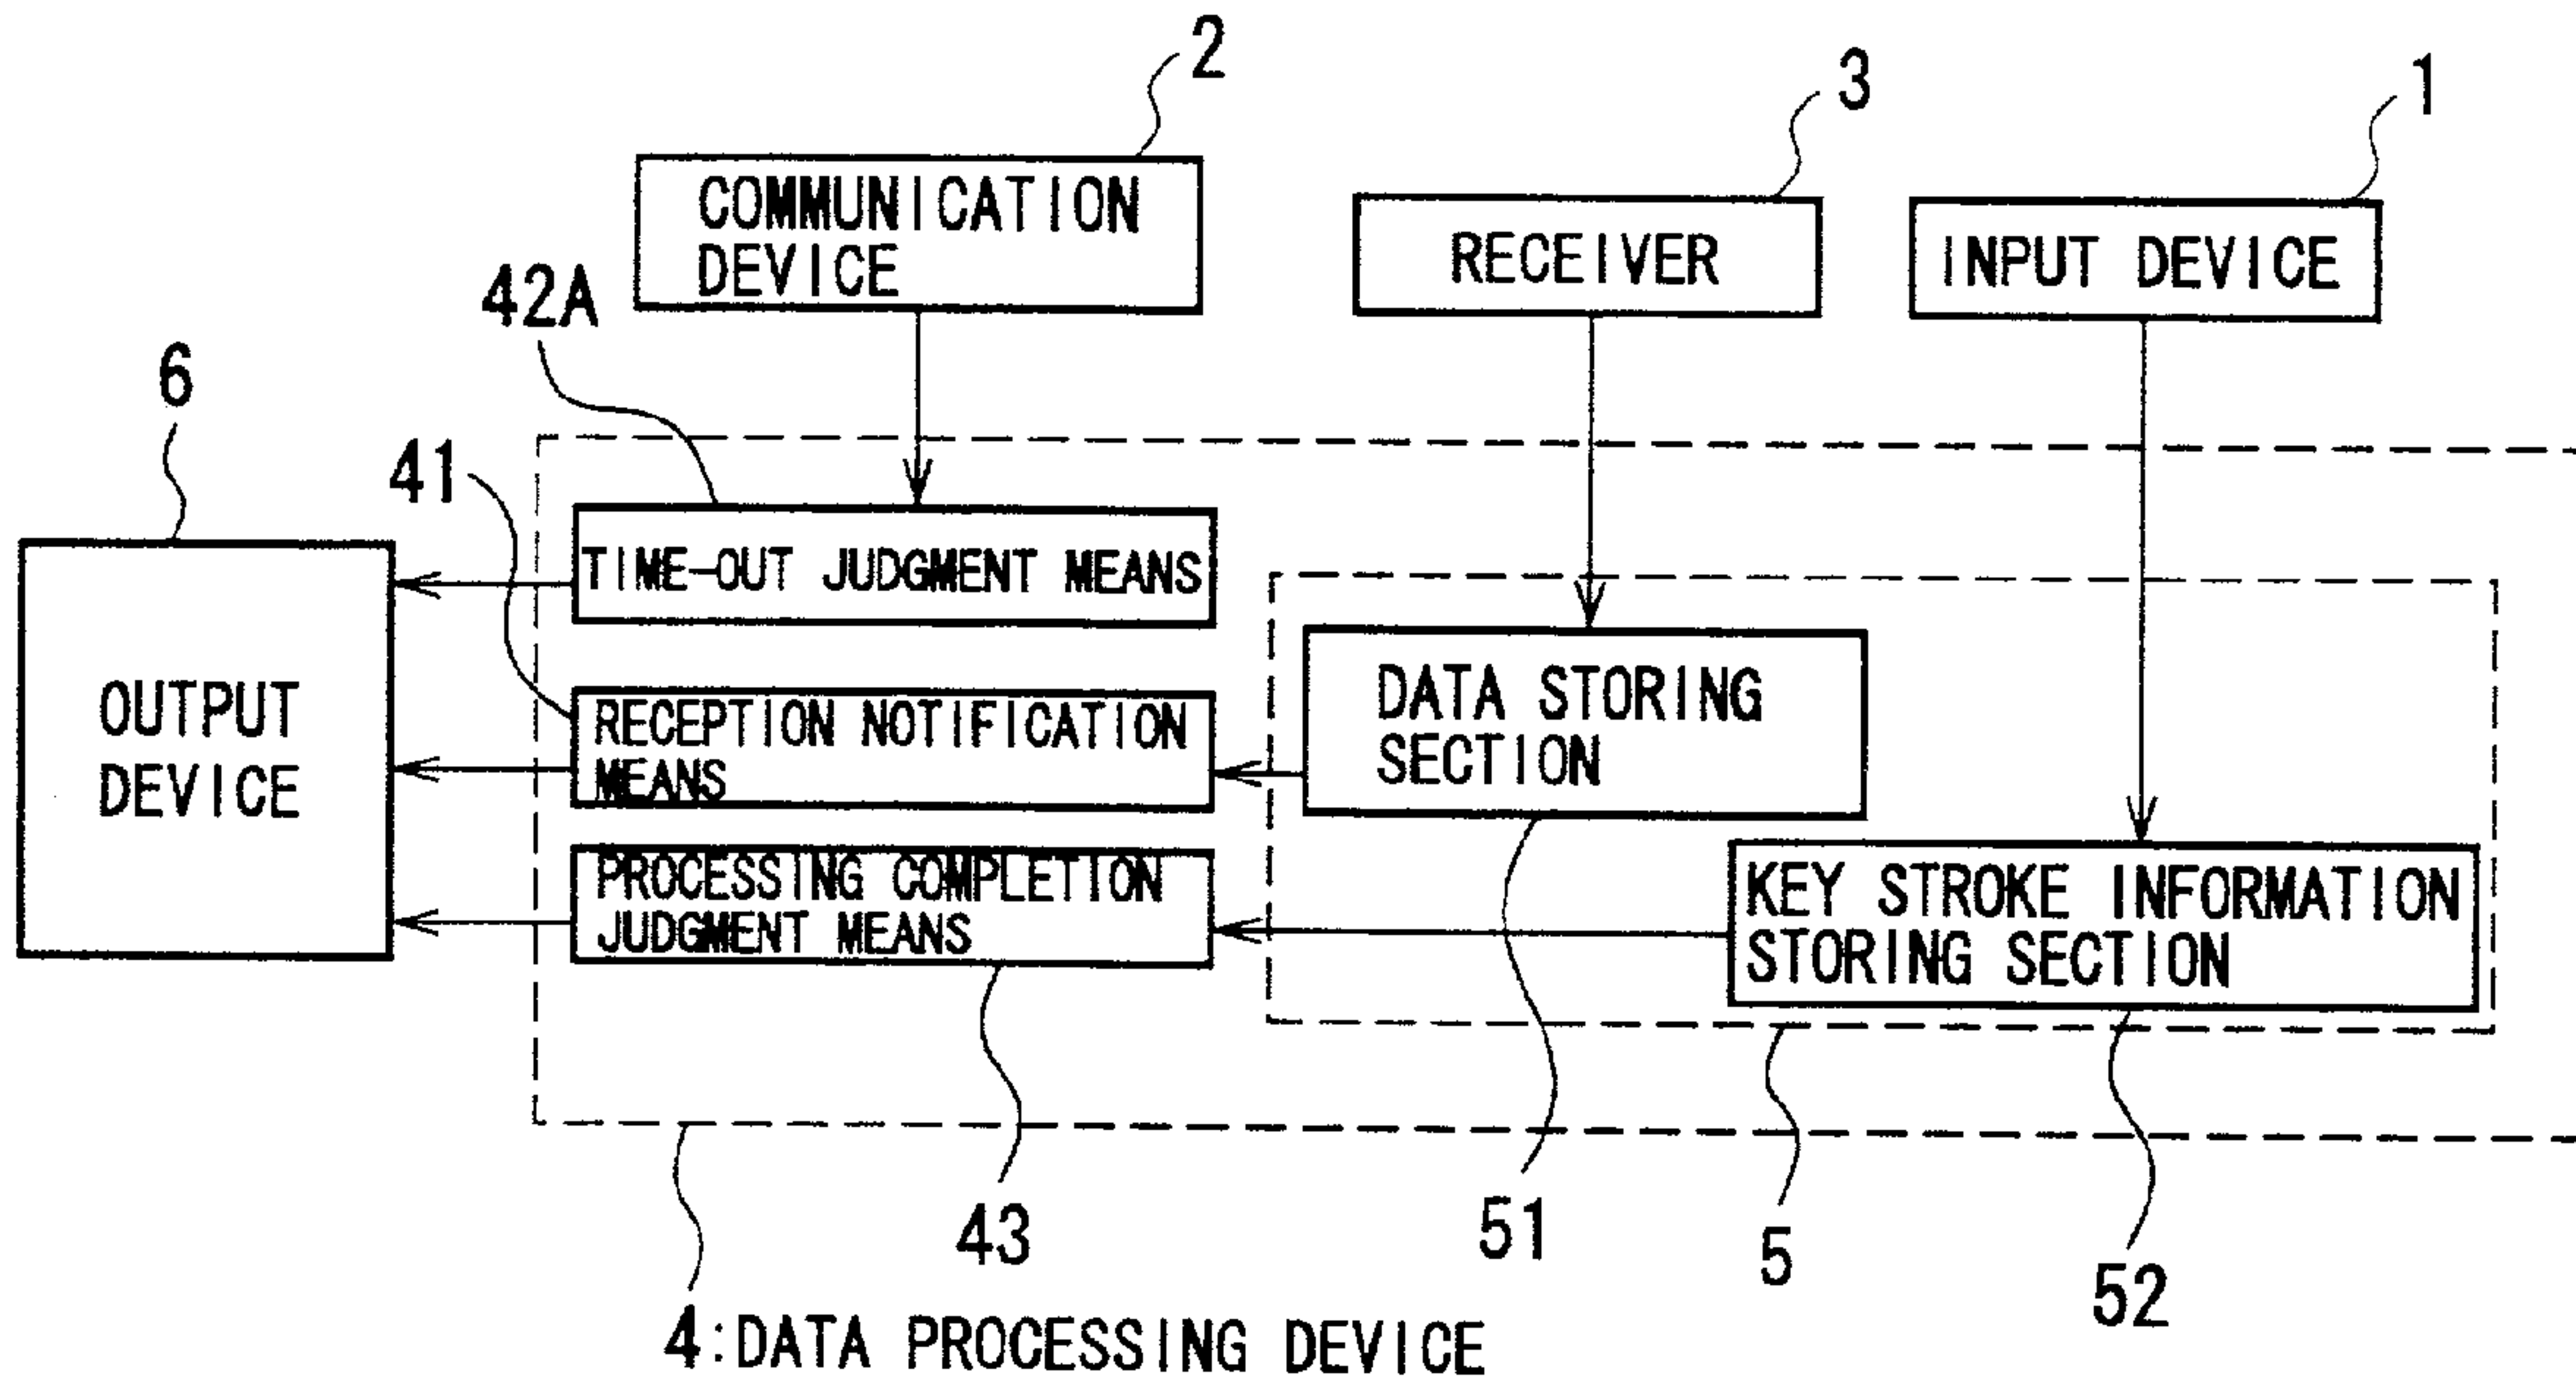 2
3
1
COMMUNICATION
DEVICE
RECEIVER
INPUT DEVICE
42A
6
41
TIME-OUT JUDGMENT MEANS
OUTPUT
DEVICE
RECEPTION NOTIFICATION
MEANS
DATA STORING
SECTION
PROCESSING COMPLETION
JUDGMENT MEANS
KEY STROKE INFORMATION
STORING SECTION
43
51
5
52
4:DATA PROCESSING DEVICE